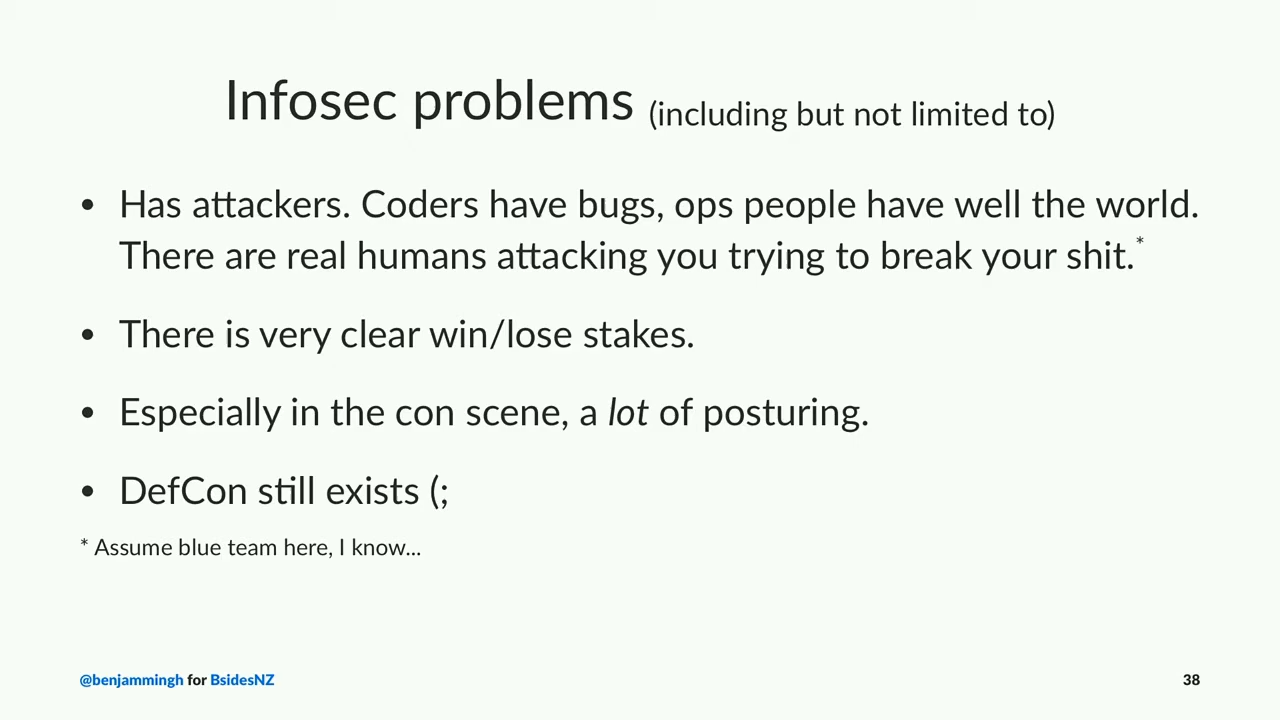 Infosec problems (including but not limited to)
• Has attackers. Coders have bugs, ops people have well the world.
There are real humans attacking you trying to break your shit.*
• There is very clear win/lose stakes.
• Especially in the con scene, a lot of posturing.
• DefCon still exists (;
* Assume blue team here, I know...
@benjammingh for BsidesNZ
38